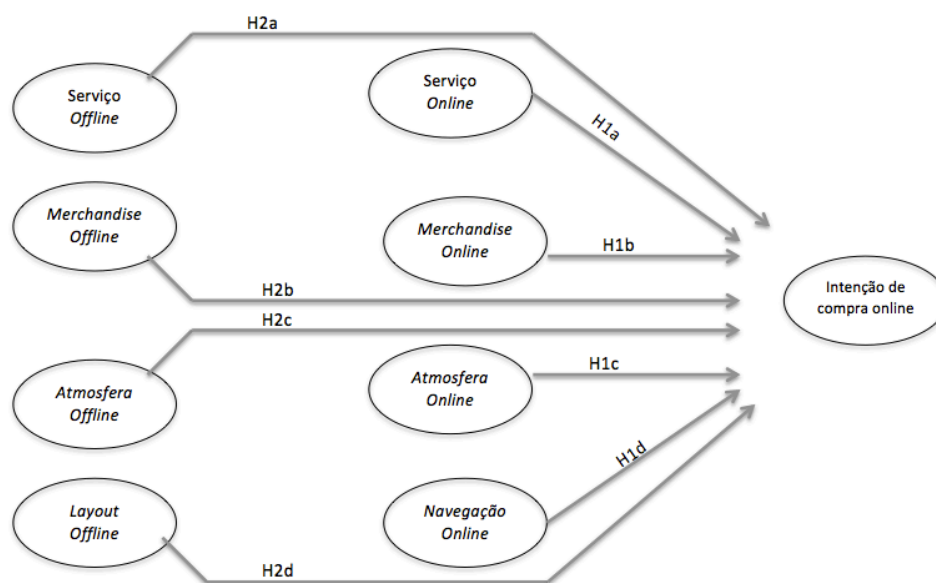 H2a
Serviço
Offline
Serviço
Online
H1a
Merchandise
Offline
Merchandise
Online
H1b
H2b
Intenção de
compra online
H2c
Atmosfera
Offline
Atmosfera
Online
H1c
H1d
Layout
Offline
Navegação
Online
H2d